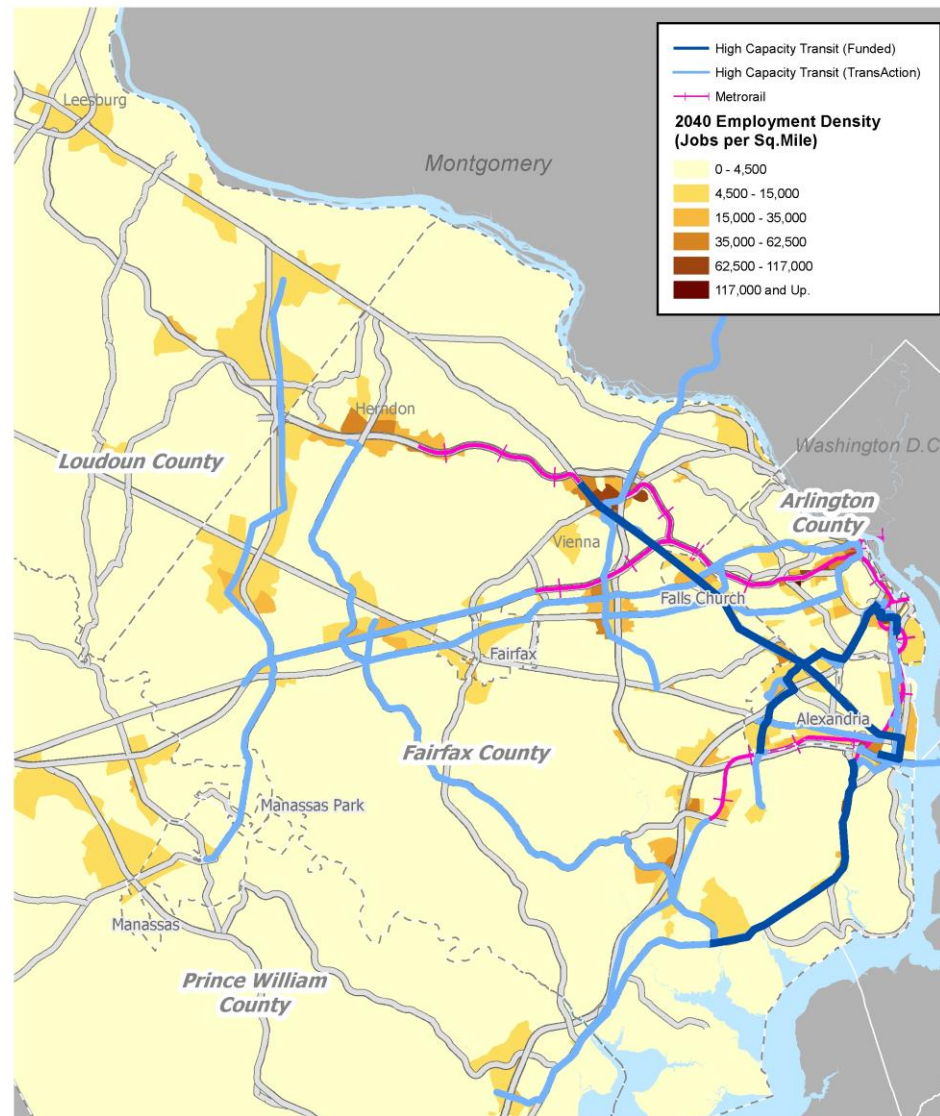 High Capacity Transit (Funded)
High Capacity Transit (TransAction)
Metrorail
2040 Employment Density
(Jobs per Sq.Mile)
0 - 4,500
4,500 - 15,000
15,000 - 35,000
35,000 - 62,500
62,500 - 117,000
117,000 and Up.
Leesburg
Montgomery
Herndon
Washington D.C
Loudoun County
Arlington
County
Vienna
Falls Church
Fairfax
Alexandria
Fairfax County
Manassas Park
Manassas
Prince William
County